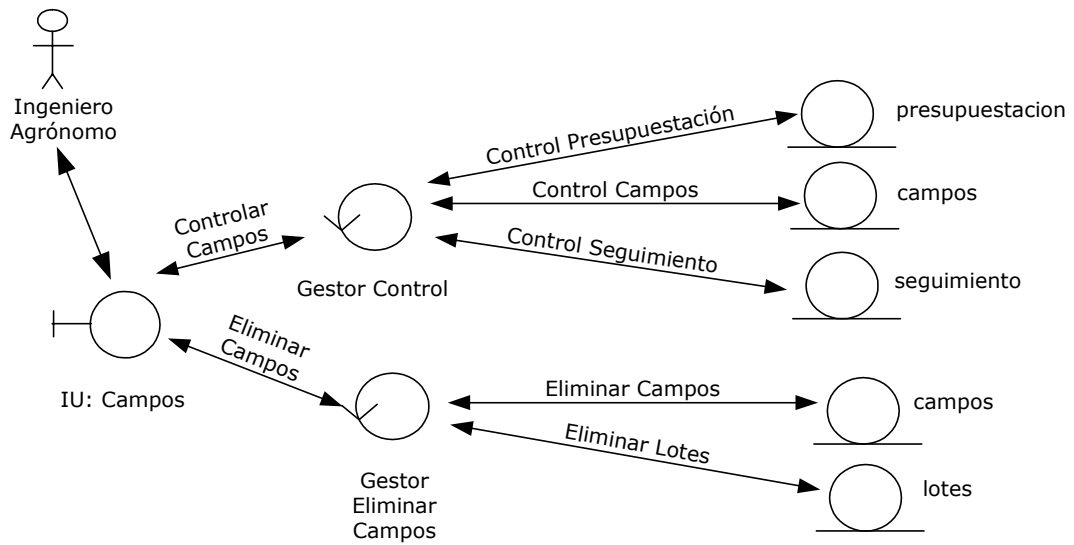 Ingeniero
Agrónomo
Control Presupuestación
presupuestacion
Control Campos
campos
Controlar
Campos
Control Seguimiento
seguimiento
Gestor Control
Eliminar
Campos
IU: Campos
Eliminar Campos
campos
Eliminar Lotes
lotes
Gestor
Eliminar
Campos